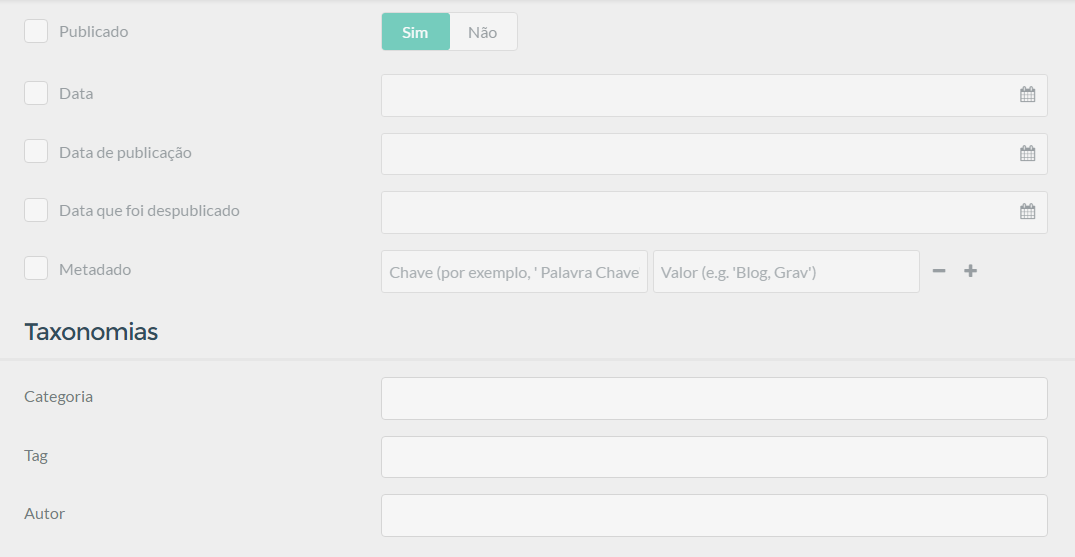 Publicado
Sim Não
Data
Data de publicação
Data que foi despublicado
Metadado
Chave (por exemplo, ' Palavra Chave
Valor (e.g. 'Blog, Grav')
Taxonomias
Categoria
Tag
Autor